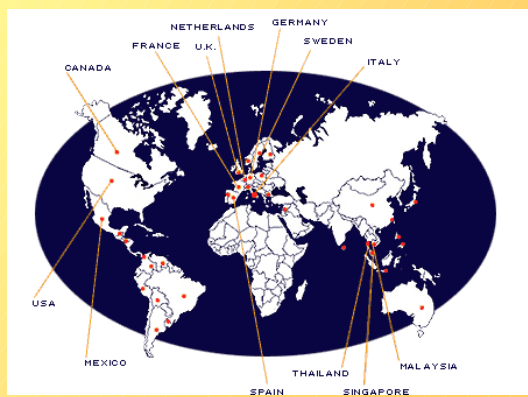 NETHERLANDS
GERMANY
FRANCE
U.K.
SWEDEN
ITALY
CANADA
USA
MEXICO
SPAIN
THAILAND
SINGAPORE
MALAYSIA